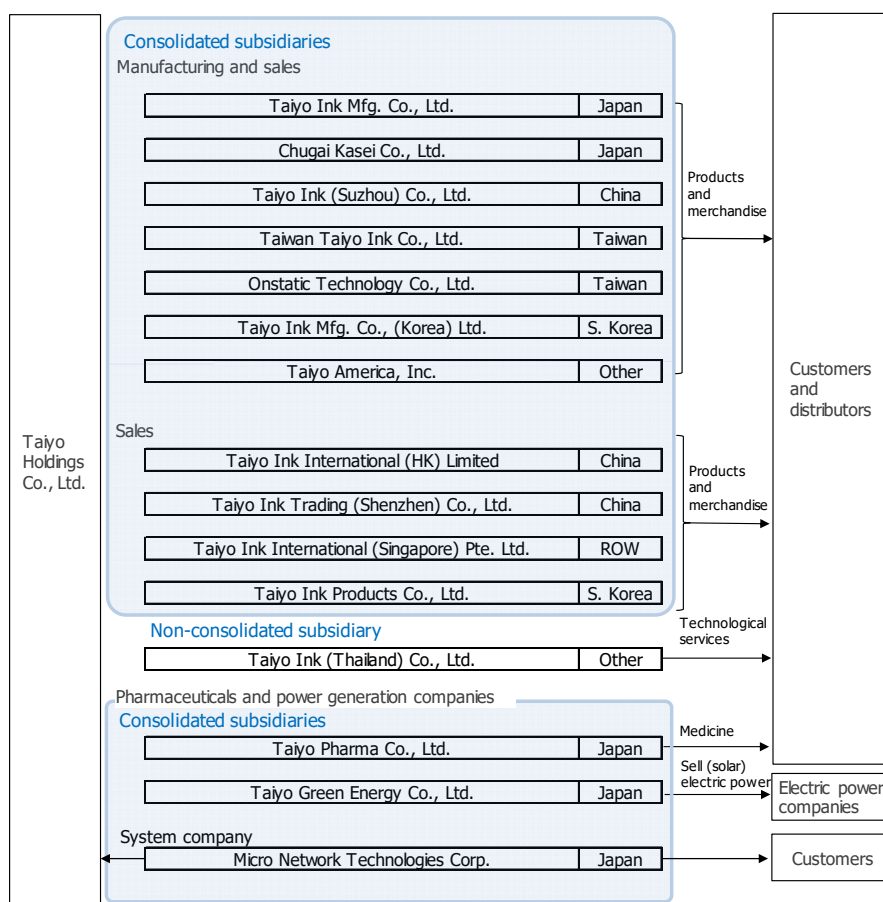 Consolidated subsidiaries
Manufacturing and sales
Taiyo Ink Mfg. Co., Ltd. Japan
Chugai Kasei Co., Ltd. Japan
Taiyo Ink (Suzhou) Co., Ltd. China
Taiwan Taiyo Ink Co., Ltd. Taiwan
Onstatic Technology Co., Ltd. Taiwan
Taiyo Ink Mfg. Co., (Korea) Ltd. S. Korea
Taiyo America, Inc. Other
Products
and
merchandise
Sales
Taiyo Ink International (HK) Limited China
Taiyo Ink Trading (Shenzhen) Co., Ltd. China
Taiyo Ink International (Singapore) Pte. Ltd. ROW
Taiyo Ink Products Co., Ltd. S. Korea
Products
and
merchandise
Taiyo
Holdings
Co., Ltd.
Customers
and
distributors
Non-consolidated subsidiary
Taiyo Ink (Thailand) Co., Ltd. Other
Technological
services
Pharmaceuticals and power generation companies
Consolidated subsidiaries
Taiyo Pharma Co., Ltd. Japan
Medicine
Taiyo Green Energy Co., Ltd. Japan
Sell (solar)
electric power
Electric power
companies
System company
Micro Network Technologies Corp. Japan
Customers